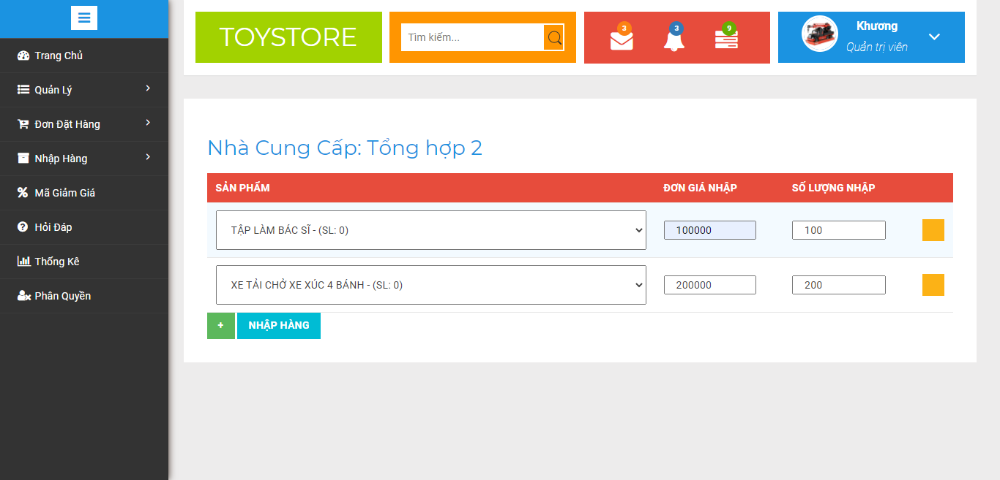 TOYSTORE
Tìm kiếm...
3
3
9
Khương
Quản trị viên
Trang Chủ
Quản Lý
Đơn Đặt Hàng
Nhập Hàng
Mã Giảm Giá
Hỏi Đáp
Thống Kê
Phân Quyền
Nhà Cung Cấp: Tổng hợp 2
SẢN PHẨM ĐƠN GIÁ NHẬP SỐ LƯỢNG NHẬP
TẬP LÀM BÁC SĨ - (SL: 0) 100000 100
XE TẢI CHỞ XE XÚC 4 BÁNH - (SL: 0) 200000 200
+ NHẬP HÀNG